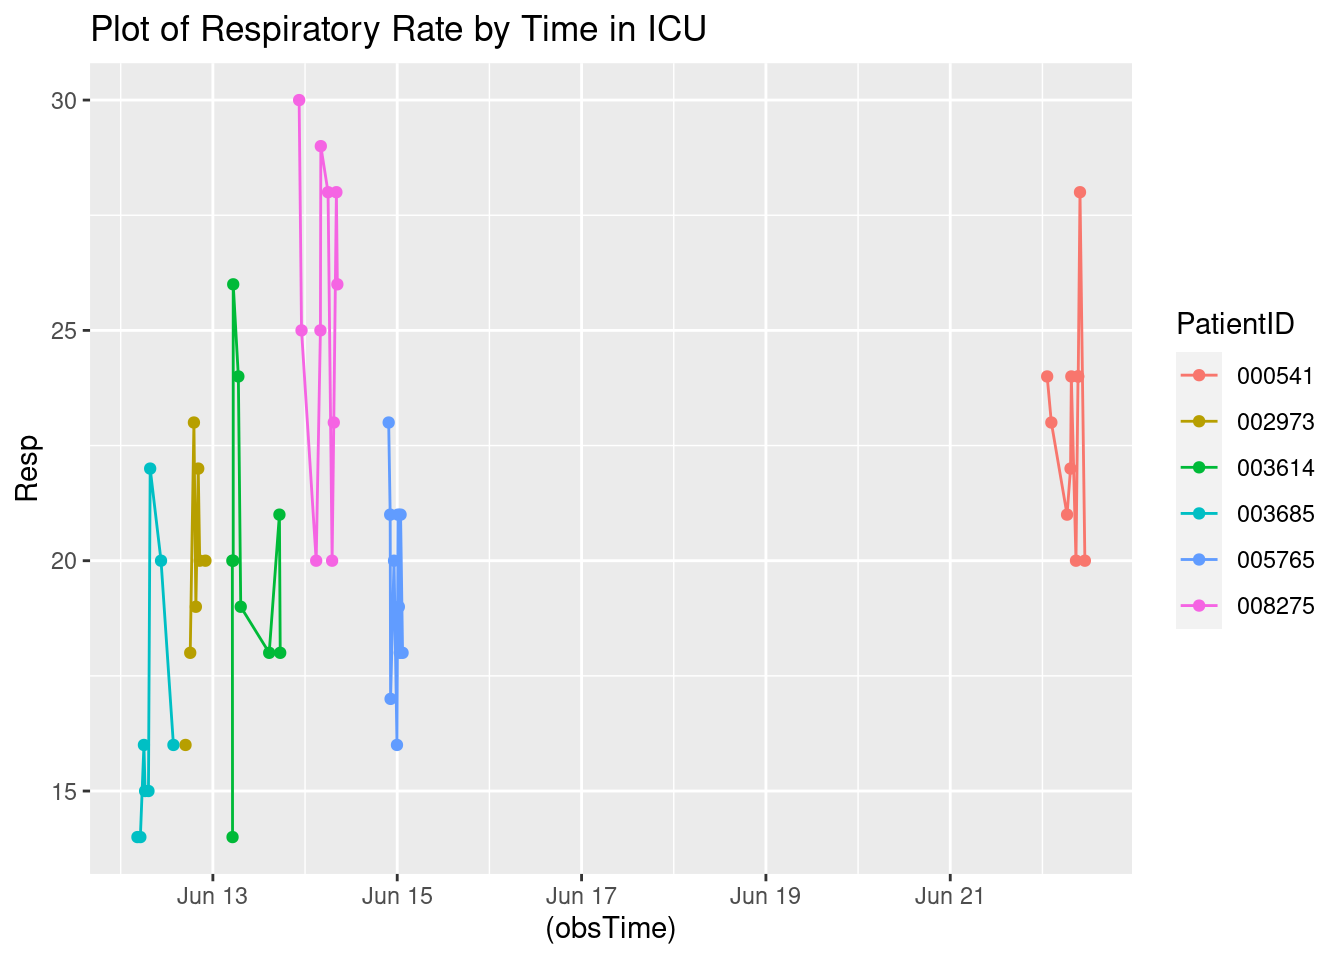 Plot of Respiratory Rate by Time in ICU
30
25
20
15
Resp
Jun 13
Jun 15
Jun 17
Jun 19
Jun 21
(obsTime)
PatientID
000541
002973
003614
003685
005765
008275